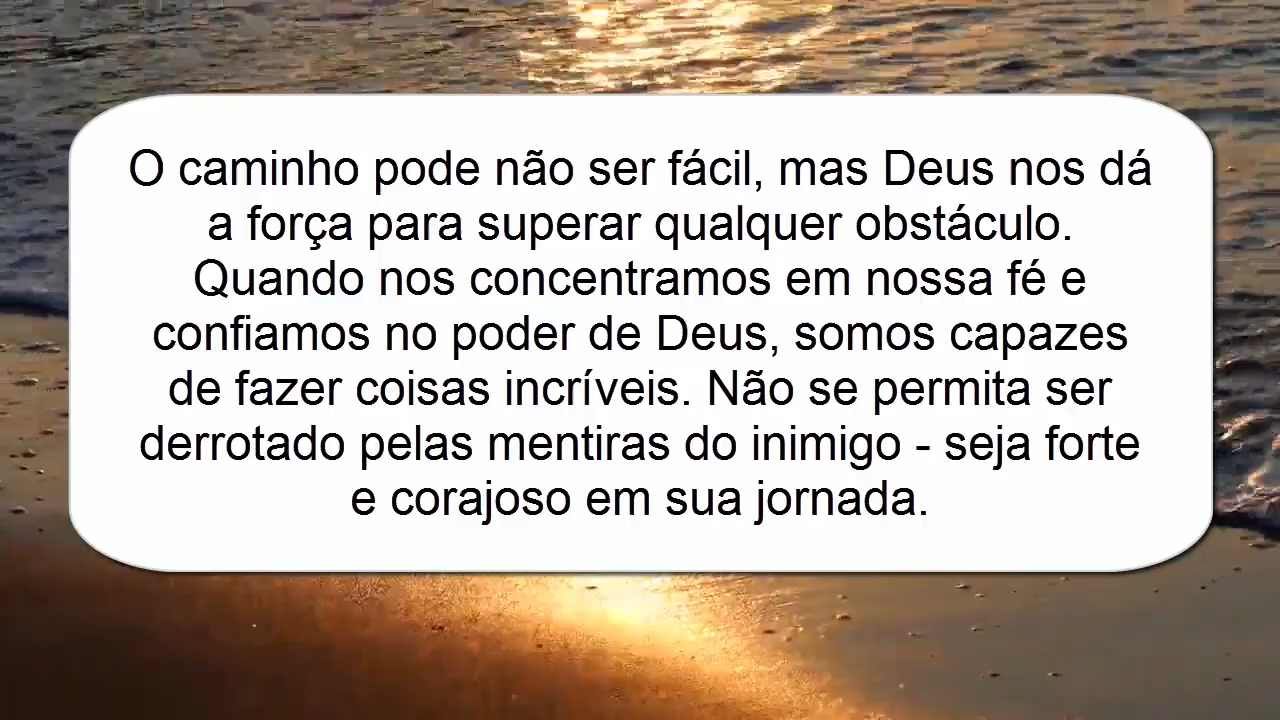 O caminho pode não ser fácil, mas Deus nos dá
a força para superar qualquer obstáculo.
Quando nos concentramos em nossa fé e
confiamos no poder de Deus, somos capazes
de fazer coisas incríveis. Não se permita ser
derrotado pelas mentiras do inimigo - seja forte
e corajoso em sua jornada.